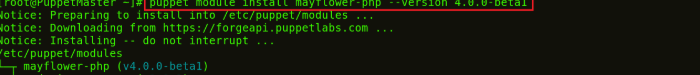 [root@PuppetMaster ~]# puppet module install mayflower-php --version 4.0.0-beta1
Notice: Preparing to install into /etc/puppet/modules ...
Notice: Downloading from https://forgeapi.puppetlabs.com ...
Notice: Installing -- do not interrupt ...
/etc/puppet/modules
└─┬ mayflower-php (v4.0.0-beta1)